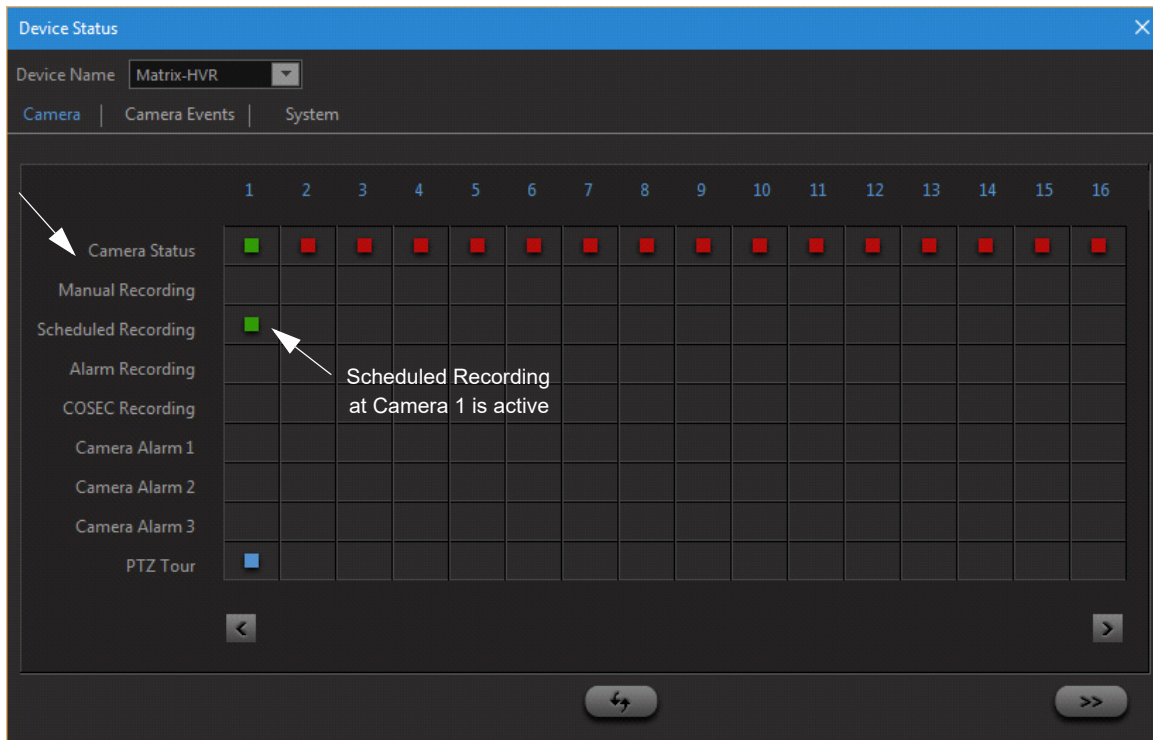 Device Status
Device Name Matrix-HVR
Camera | Camera Events | System
1 2 3 4 5 6 7 8 9 10 11 12 13 14 15 16
Camera Status
Manual Recording
Scheduled Recording
Alarm Recording
Scheduled Recording
at Camera 1 is active
COSEC Recording
Camera Alarm 1
Camera Alarm 2
Camera Alarm 3
PTZ Tour
< >
>>